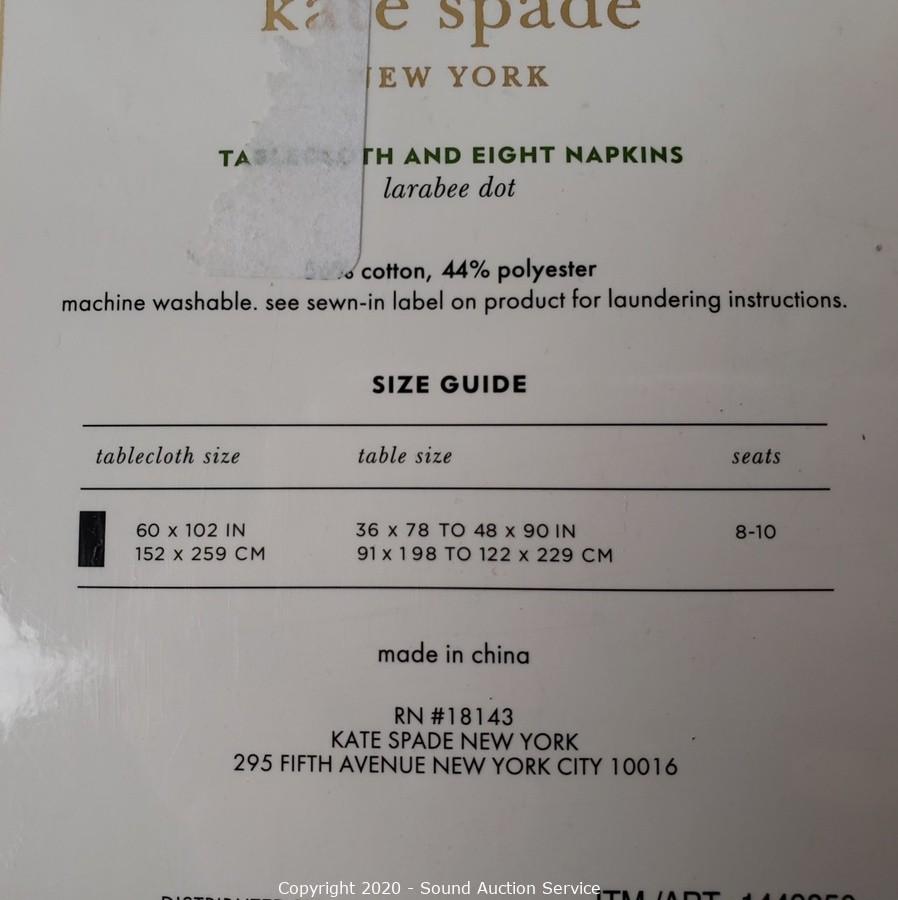 kate spade
NEW YORK
TABLECLOTH AND EIGHT NAPKINS
larabee dot
cotton, 44% polyester
machine washable. see sewn-in label on product for laundering instructions.
SIZE GUIDE
tablecloth size table size seats
60 x 102 IN 36 x 78 TO 48 x 90 IN 8-10
152 x 259 CM 91 x 198 TO 122 x 229 CM
made in china
RN #18143
KATE SPADE NEW YORK
295 FIFTH AVENUE NEW YORK CITY 10016
Copyright 2020 - Sound Auction Service
ITM./ART.